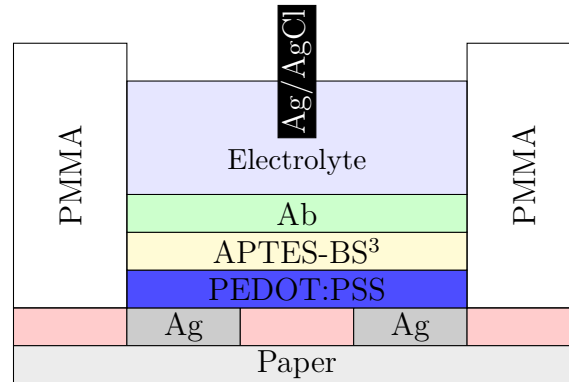 Ag/AgCl
PMMA
PMMA
Electrolyte
Ab
APTES-BS³
PEDOT:PSS
Ag
Ag
Paper